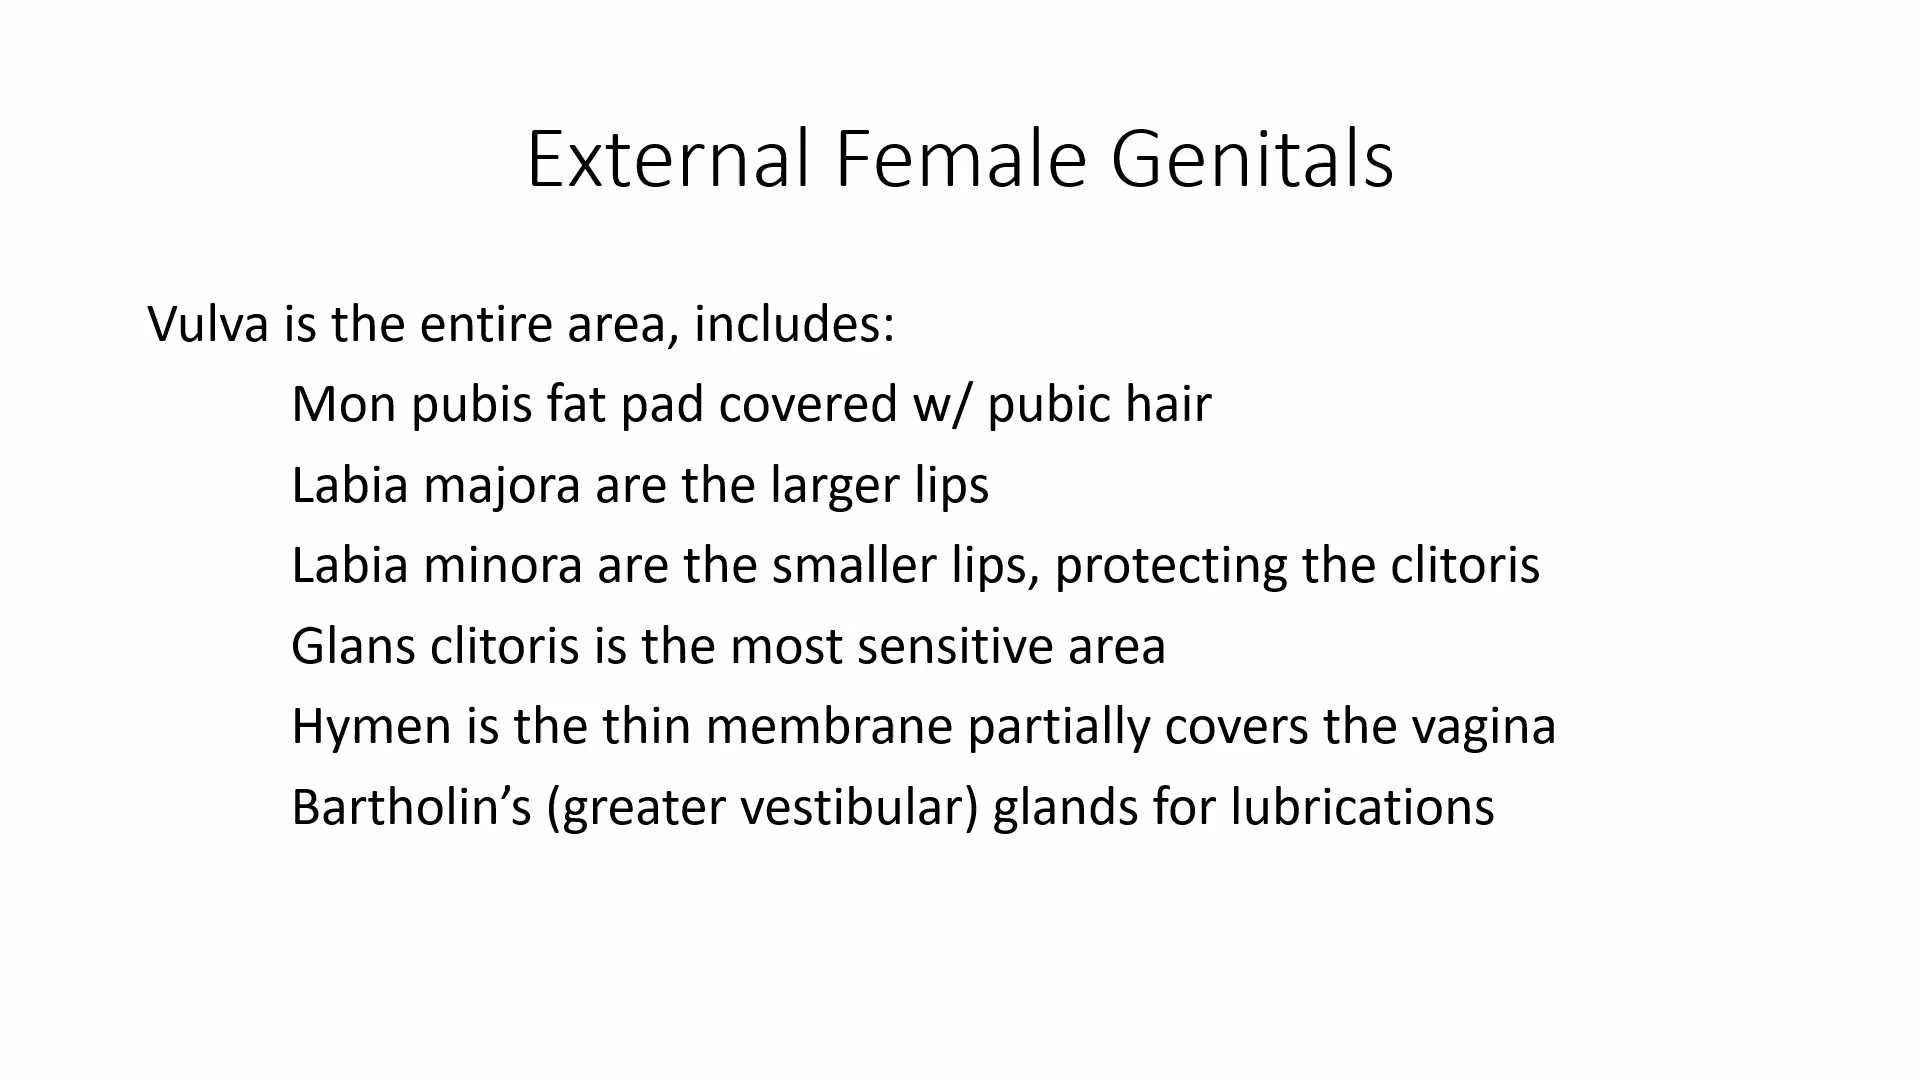 External Female Genitals
Vulva is the entire area, includes:
Mon pubis fat pad covered w/ pubic hair
Labia majora are the larger lips
Labia minora are the smaller lips, protecting the clitoris
Glans clitoris is the most sensitive area
Hymen is the thin membrane partially covers the vagina
Bartholin’s (greater vestibular) glands for lubrications